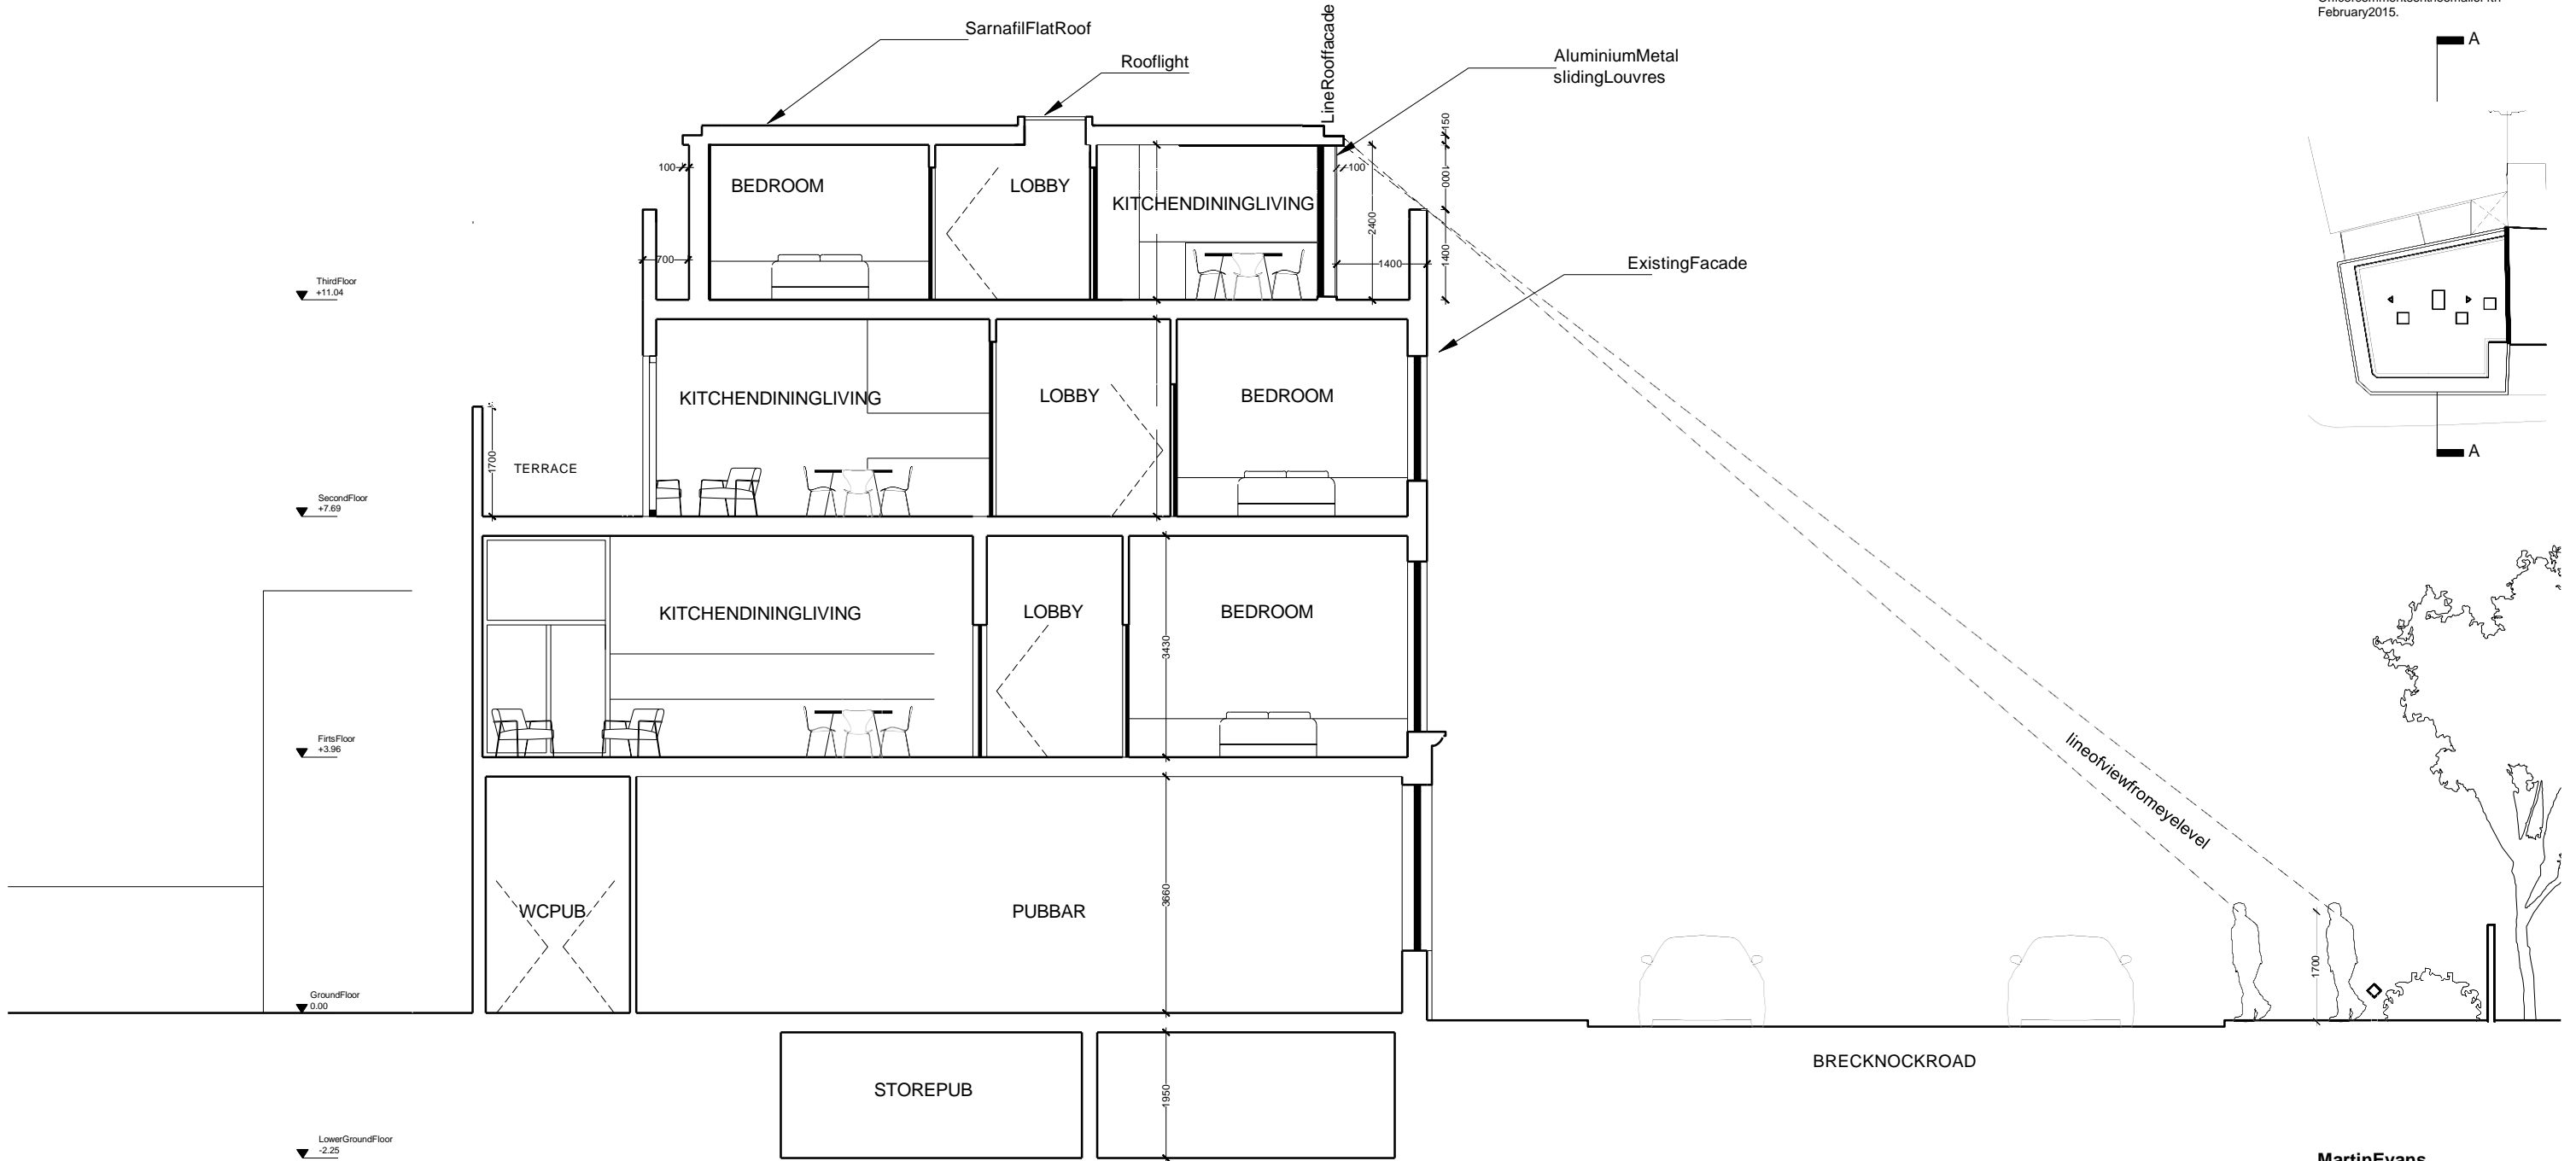 February2015.
SarnafilFlatRoof
Rooflight
LineRooffacade
AluminiumMetal
slidingLouvres
A
150
100
BEDROOM
LOBBY
KITCHENDININGLIVING
100
1000
2400
700
1400
1400
ExistingFacade
ThirdFloor
+11.04
KITCHENDININGLIVING
LOBBY
BEDROOM
A
1700
TERRACE
SecondFloor
+7.69
KITCHENDININGLIVING
LOBBY
BEDROOM
3430
FirtsFloor
+3.96
lineofviewfromeyelevel
WCPUB
PUBBAR
3660
1700
GroundFloor
0.00
BRECKNOCKROAD
STOREPUB
1950
LowerGroundFloor
-2.25
MartinEvans